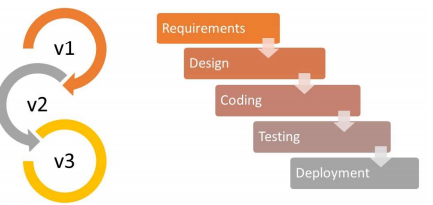 v1
v2
v3
Requirements
Design
Coding
Testing
Deployment